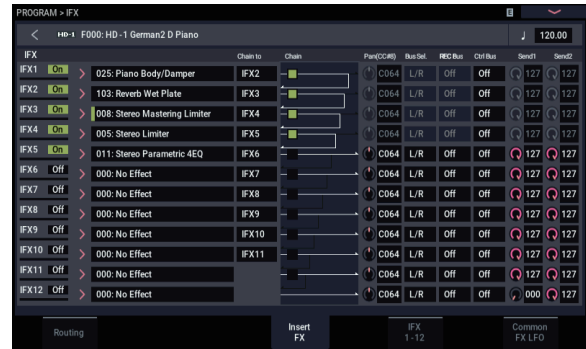 PROGRAM > IFX E
HD-1 F000: HD -1 German2 D Piano ♩ 120.00
IFX Chain to Chain Pan(CC#8) Bus Sel. REC Bus Ctrl Bus Send1 Send2
IFX1 On 025: Piano Body/Damper IFX2 C064 L/R Off Off 127 127
IFX2 On 103: Reverb Wet Plate IFX3 C064 L/R Off Off 127 127
IFX3 On 008: Stereo Mastering Limiter IFX4 C064 L/R Off Off 127 127
IFX4 On 005: Stereo Limiter IFX5 C064 L/R Off Off 127 127
IFX5 On 011: Stereo Parametric 4EQ IFX6 C064 L/R Off Off 127 127
IFX6 Off 000: No Effect IFX7 C064 L/R Off Off 127 127
IFX7 Off 000: No Effect IFX8 C064 L/R Off Off 127 127
IFX8 Off 000: No Effect IFX9 C064 L/R Off Off 127 127
IFX9 Off 000: No Effect IFX10 C064 L/R Off Off 127 127
IFX10 Off 000: No Effect IFX11 C064 L/R Off Off 127 127
IFX11 Off 000: No Effect C064 L/R Off Off 127 127
IFX12 Off 000: No Effect C064 L/R Off Off 000 127
Routing Insert FX IFX 1-12 Common FX LFO